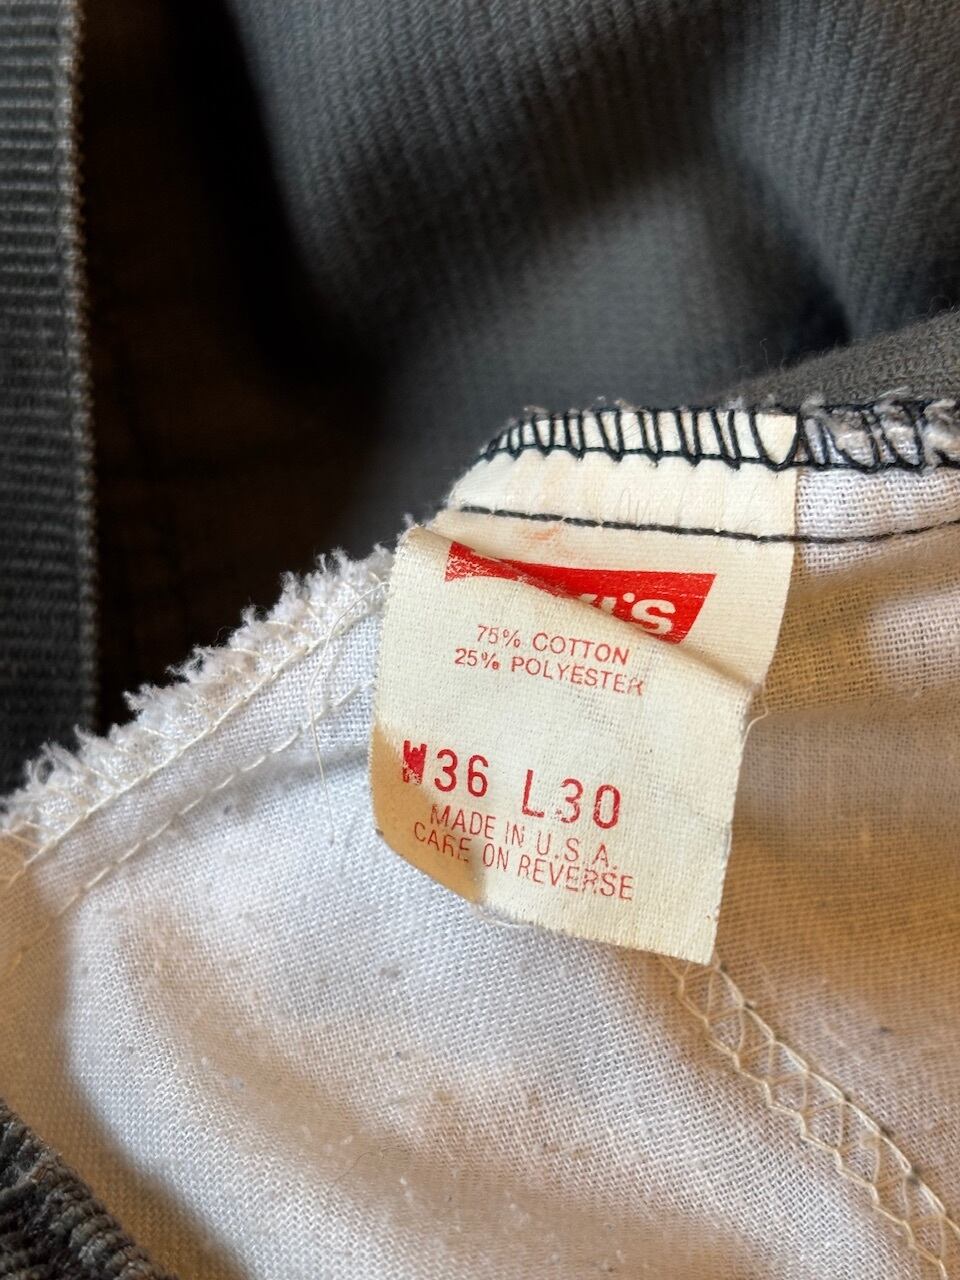 75% COTTON
25% POLYESTER
W36 L30
MADE IN U.S.A.
CARE ON REVERSE